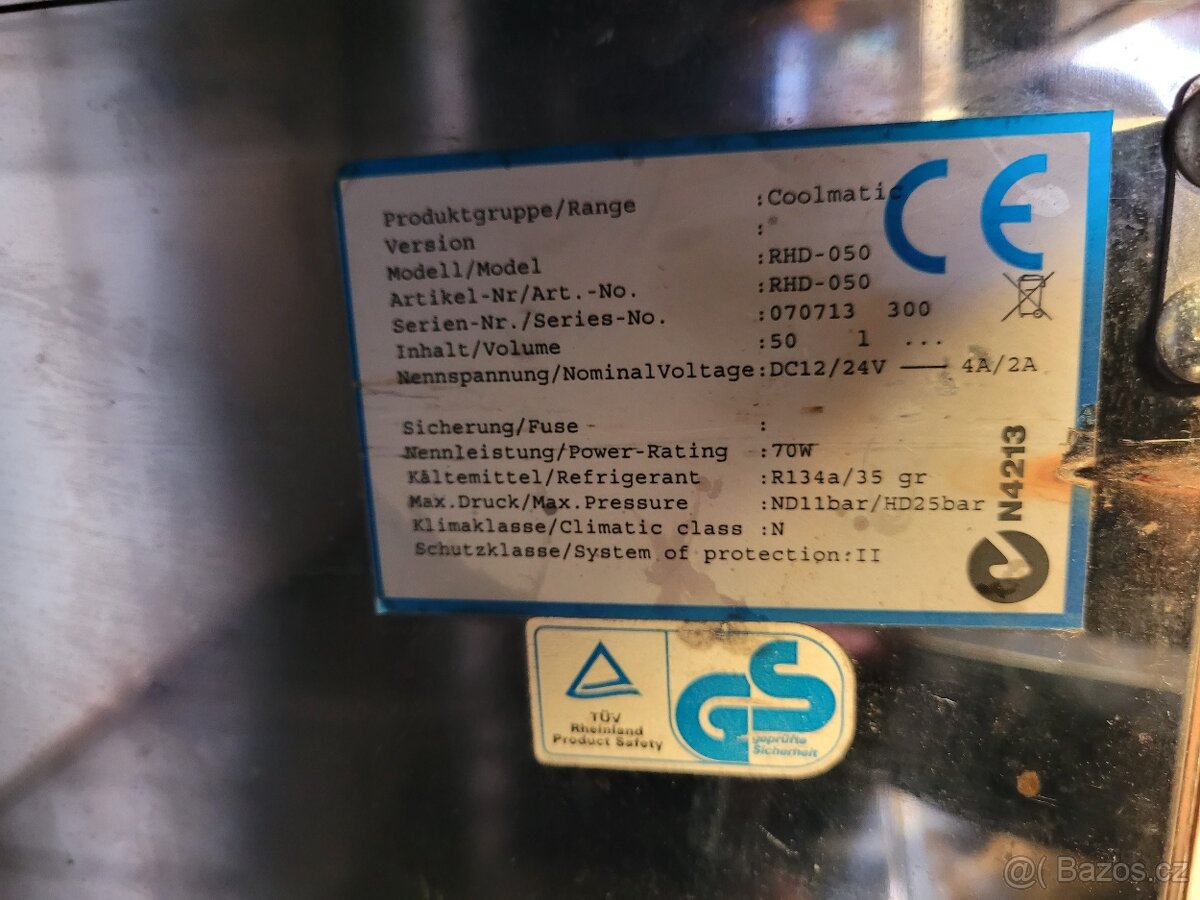 Produktgruppe/Range :Coolmatic
Version :*
Modell/Model :RHD-050
Artikel-Nr/Art.-No. :RHD-050
Serien-Nr./Series-No. :070713 300
Inhalt/Volume :50 l ...
Nennspannung/NominalVoltage:DC12/24V —— 4A/2A
Sicherung/Fuse - :
Nennleistung/Power-Rating :70W
Kältemittel/Refrigerant :R134a/35 gr
Max.Druck/Max.Pressure :ND11bar/HD25bar
Klimaklasse/Climatic class :N
Schutzklasse/System of protection:II
CE
N4213
TÜV
Rheinland
Product Safety
GS
geprüfte
Sicherheit
@( Bazos.cz